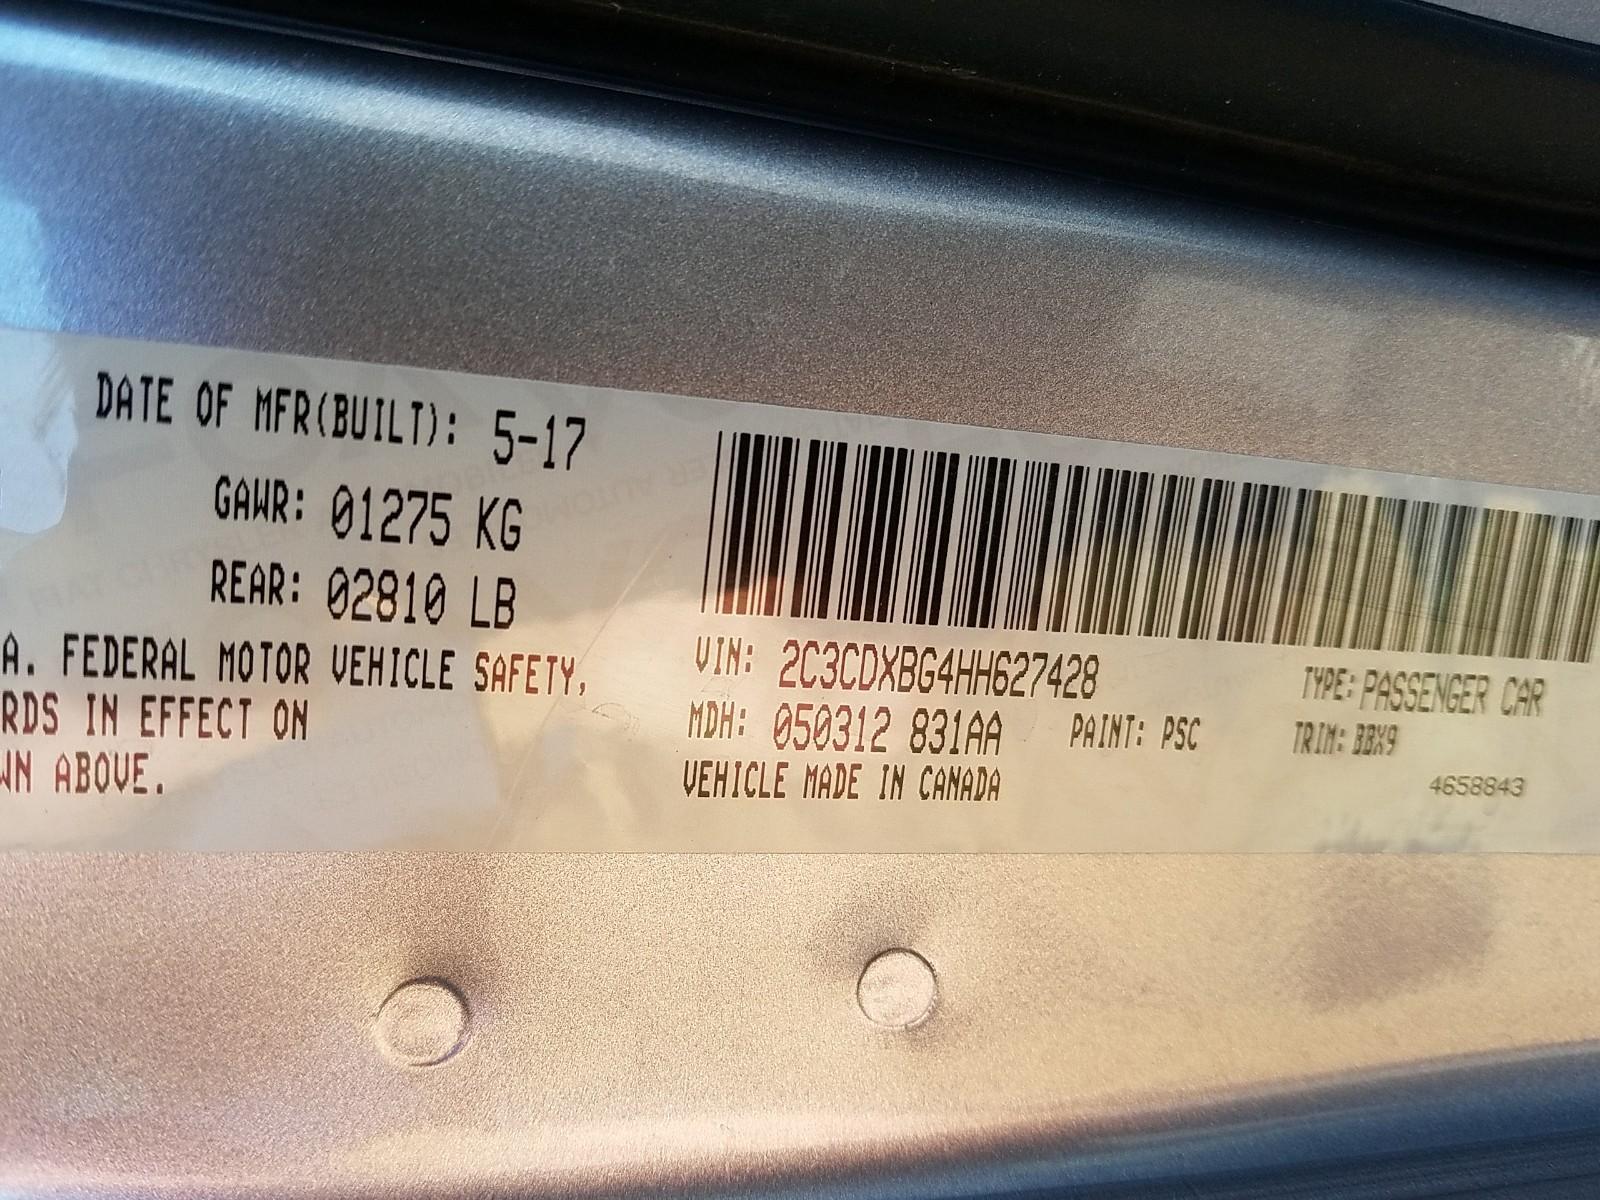 DATE OF MFR(BUILT): 5-17
GAWR: 01275 KG
REAR: 02810 LB
A. FEDERAL MOTOR VEHICLE SAFETY,
RDS IN EFFECT ON
WN ABOVE.
VIN: 2C3CDXBG4HH627428
TYPE: PASSENGER CAR
MDH: 050312 831AA
PAINT: PSC
TRIM: BBX9
VEHICLE MADE IN CANADA
4658843